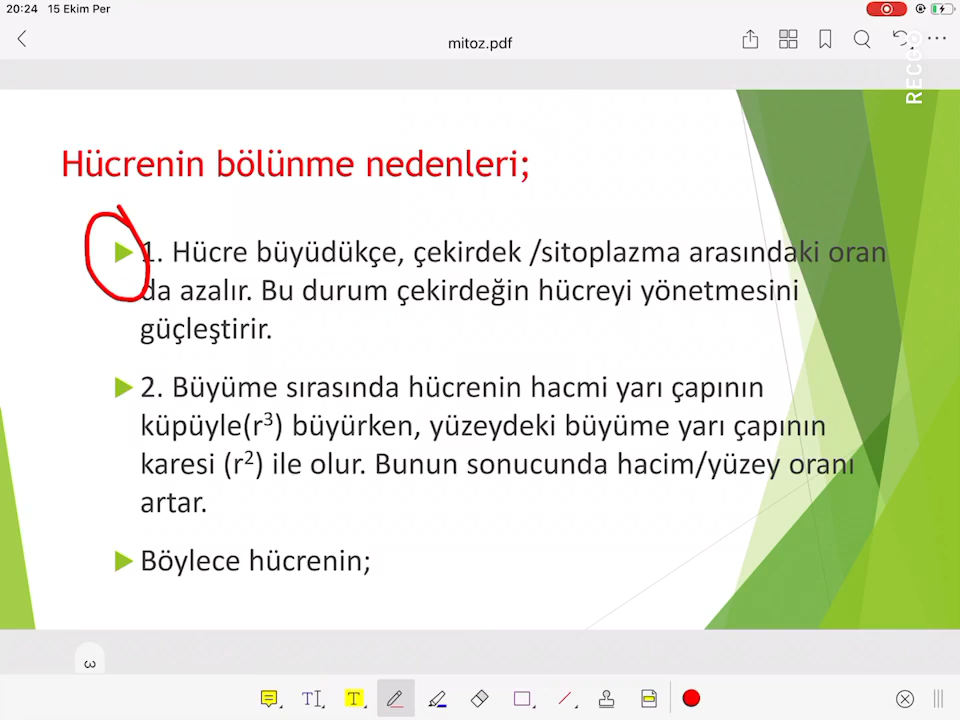 20:24 15 Ekim Per
mitoz.pdf
RECGO
Hücrenin bölünme nedenleri;
1. Hücre büyüdükçe, çekirdek /sitoplazma arasındaki oran
da azalır. Bu durum çekirdeğin hücreyi yönetmesini
güçleştirir.
2. Büyüme sırasında hücrenin hacmi yarı çapının
küpüyle(r³) büyürken, yüzeydeki büyüme yarı çapının
karesi (r²) ile olur. Bunun sonucunda hacim/yüzey oranı
artar.
Böylece hücrenin;
3